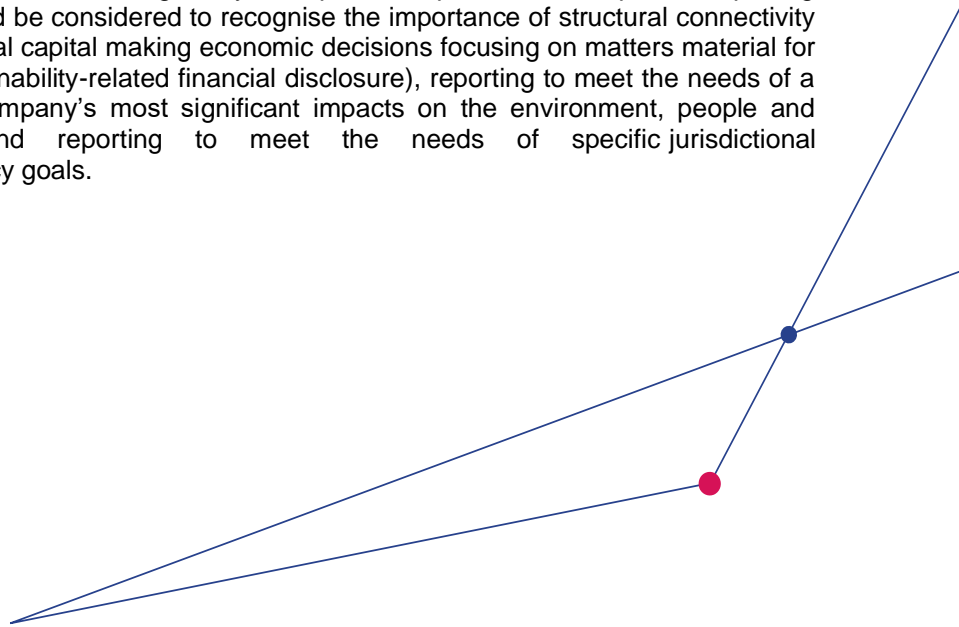 d be considered to recognise the importance of structural connectivity
al capital making economic decisions focusing on matters material for
nability-related financial disclosure), reporting to meet the needs of a
mpany’s most significant impacts on the environment, people and
nd reporting to meet the needs of specific jurisdictional
cy goals.